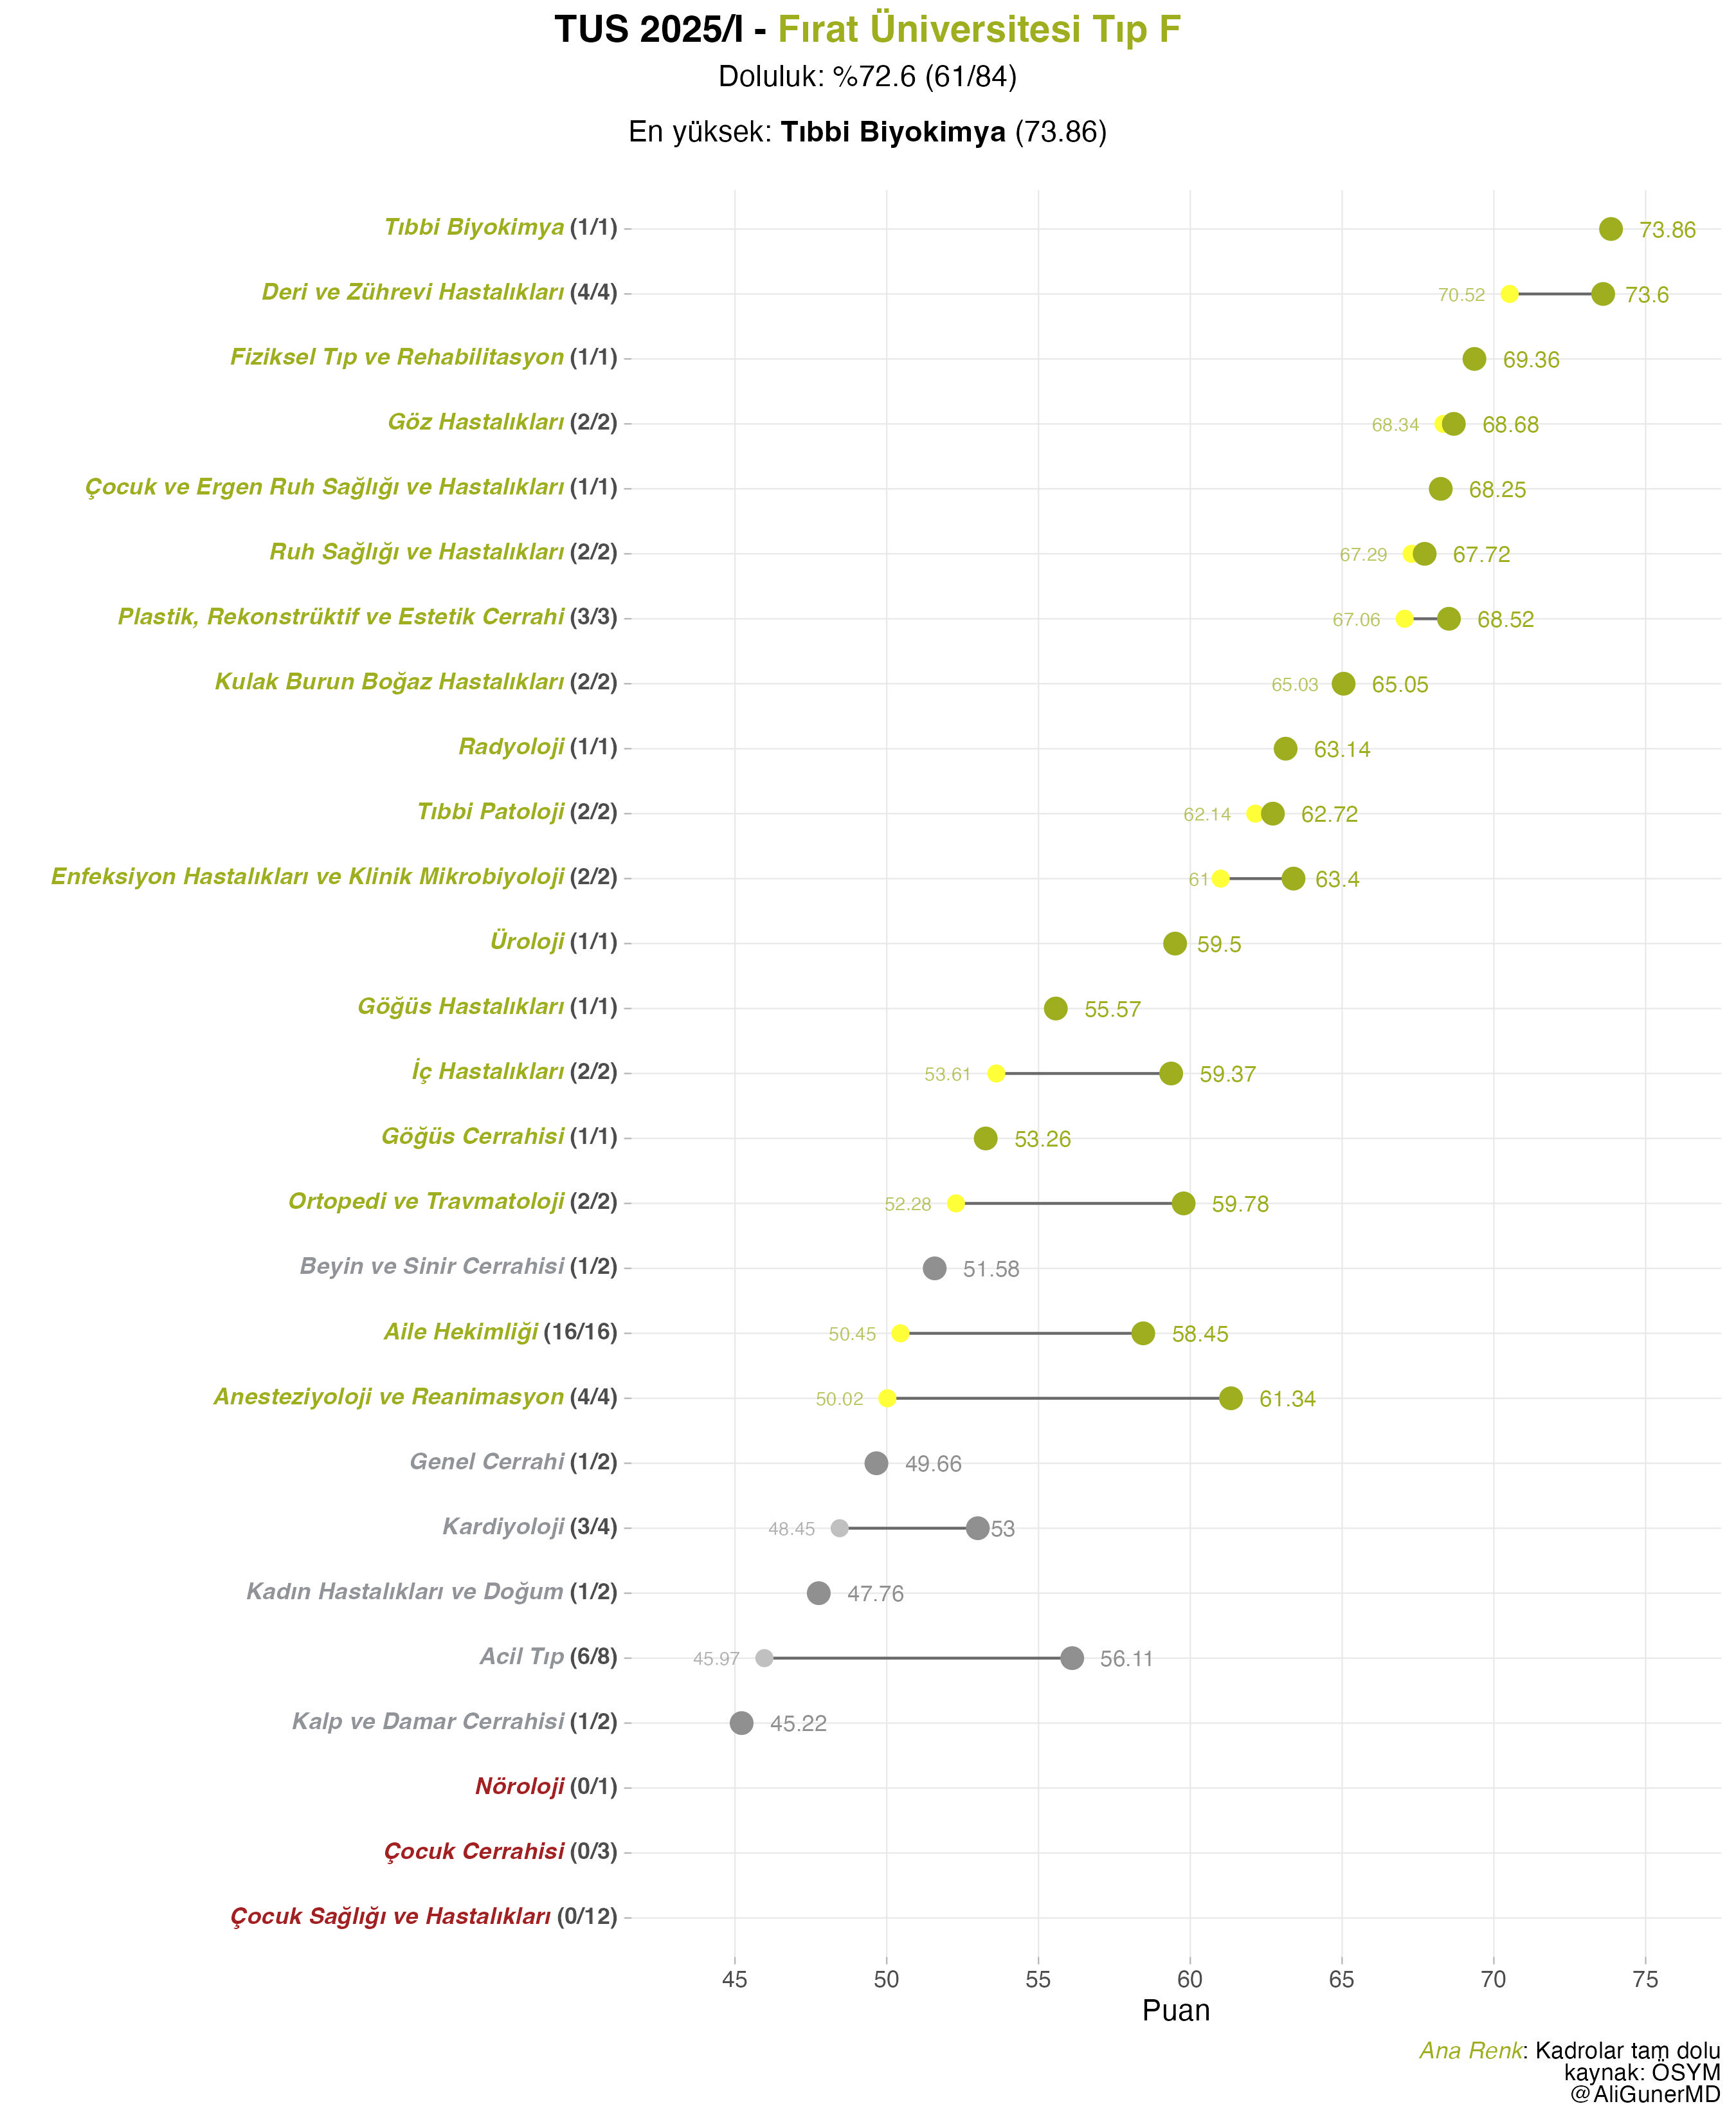 TUS 2025/I - Fırat Üniversitesi Tıp F
Doluluk: %72.6 (61/84)
En yüksek: Tıbbi Biyokimya (73.86)
Tıbbi Biyokimya (1/1) 73.86
Deri ve Zührevi Hastalıkları (4/4) 70.52 73.6
Fiziksel Tıp ve Rehabilitasyon (1/1) 69.36
Göz Hastalıkları (2/2) 68.34 68.68
Çocuk ve Ergen Ruh Sağlığı ve Hastalıkları (1/1) 68.25
Ruh Sağlığı ve Hastalıkları (2/2) 67.29 67.72
Plastik, Rekonstrüktif ve Estetik Cerrahi (3/3) 67.06 68.52
Kulak Burun Boğaz Hastalıkları (2/2) 65.03 65.05
Radyoloji (1/1) 63.14
Tıbbi Patoloji (2/2) 62.14 62.72
Enfeksiyon Hastalıkları ve Klinik Mikrobiyoloji (2/2) 61 63.4
Üroloji (1/1) 59.5
Göğüs Hastalıkları (1/1) 55.57
İç Hastalıkları (2/2) 53.61 59.37
Göğüs Cerrahisi (1/1) 53.26
Ortopedi ve Travmatoloji (2/2) 52.28 59.78
Beyin ve Sinir Cerrahisi (1/2) 51.58
Aile Hekimliği (16/16) 50.45 58.45
Anesteziyoloji ve Reanimasyon (4/4) 50.02 61.34
Genel Cerrahi (1/2) 49.66
Kardiyoloji (3/4) 48.45 53
Kadın Hastalıkları ve Doğum (1/2) 47.76
Acil Tıp (6/8) 45.97 56.11
Kalp ve Damar Cerrahisi (1/2) 45.22
Nöroloji (0/1)
Çocuk Cerrahisi (0/3)
Çocuk Sağlığı ve Hastalıkları (0/12)
45 50 55 60 65 70 75
Puan
Ana Renk: Kadrolar tam dolu
kaynak: ÖSYM
@AliGunerMD